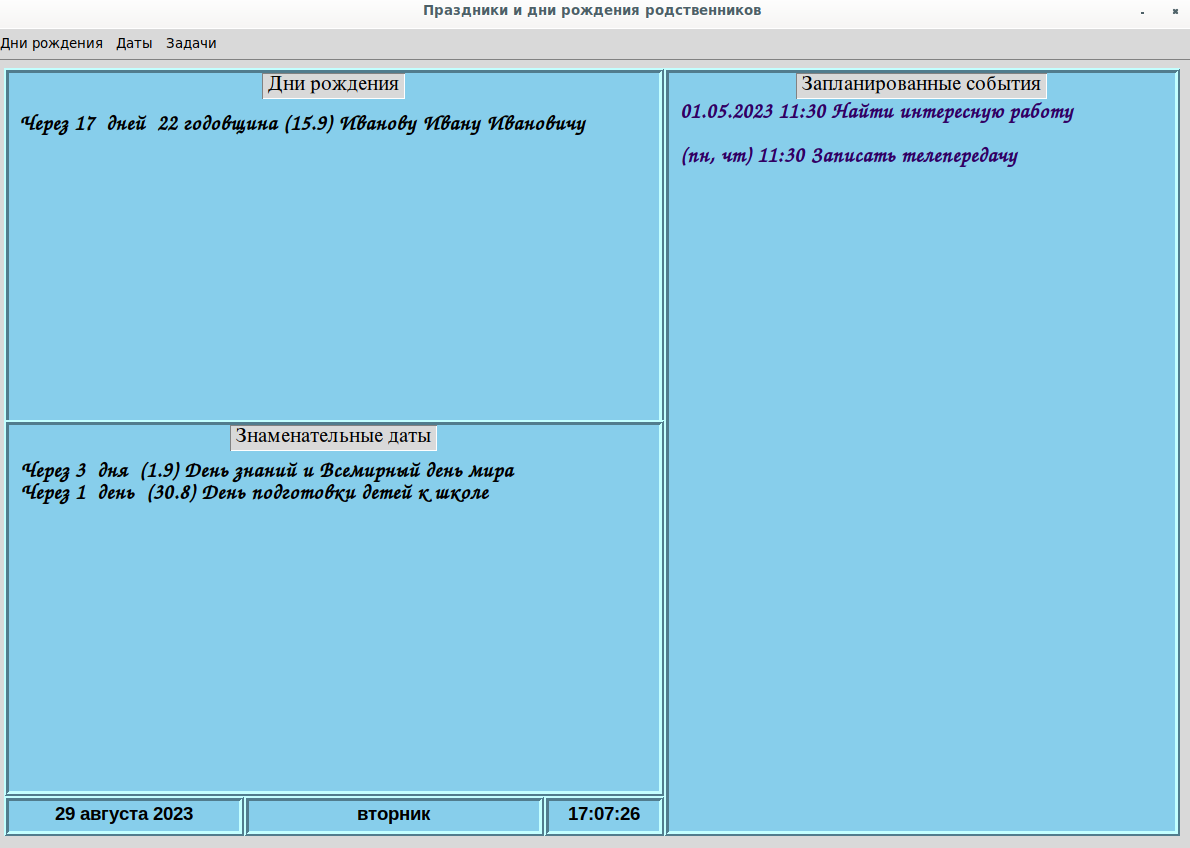 Праздники и дни рождения родственников
Дни рождения Даты Задачи
Дни рождения
Через 17 дней 22 годовщина (15.9) Иванову Ивану Ивановичу
Знаменательные даты
Через 3 дня (1.9) День знаний и Всемирный день мира
Через 1 день (30.8) День подготовки детей к школе
Запланированные события
01.05.2023 11:30 Найти интересную работу
(пн, чт) 11:30 Записать телепередачу
29 августа 2023
вторник
17:07:26